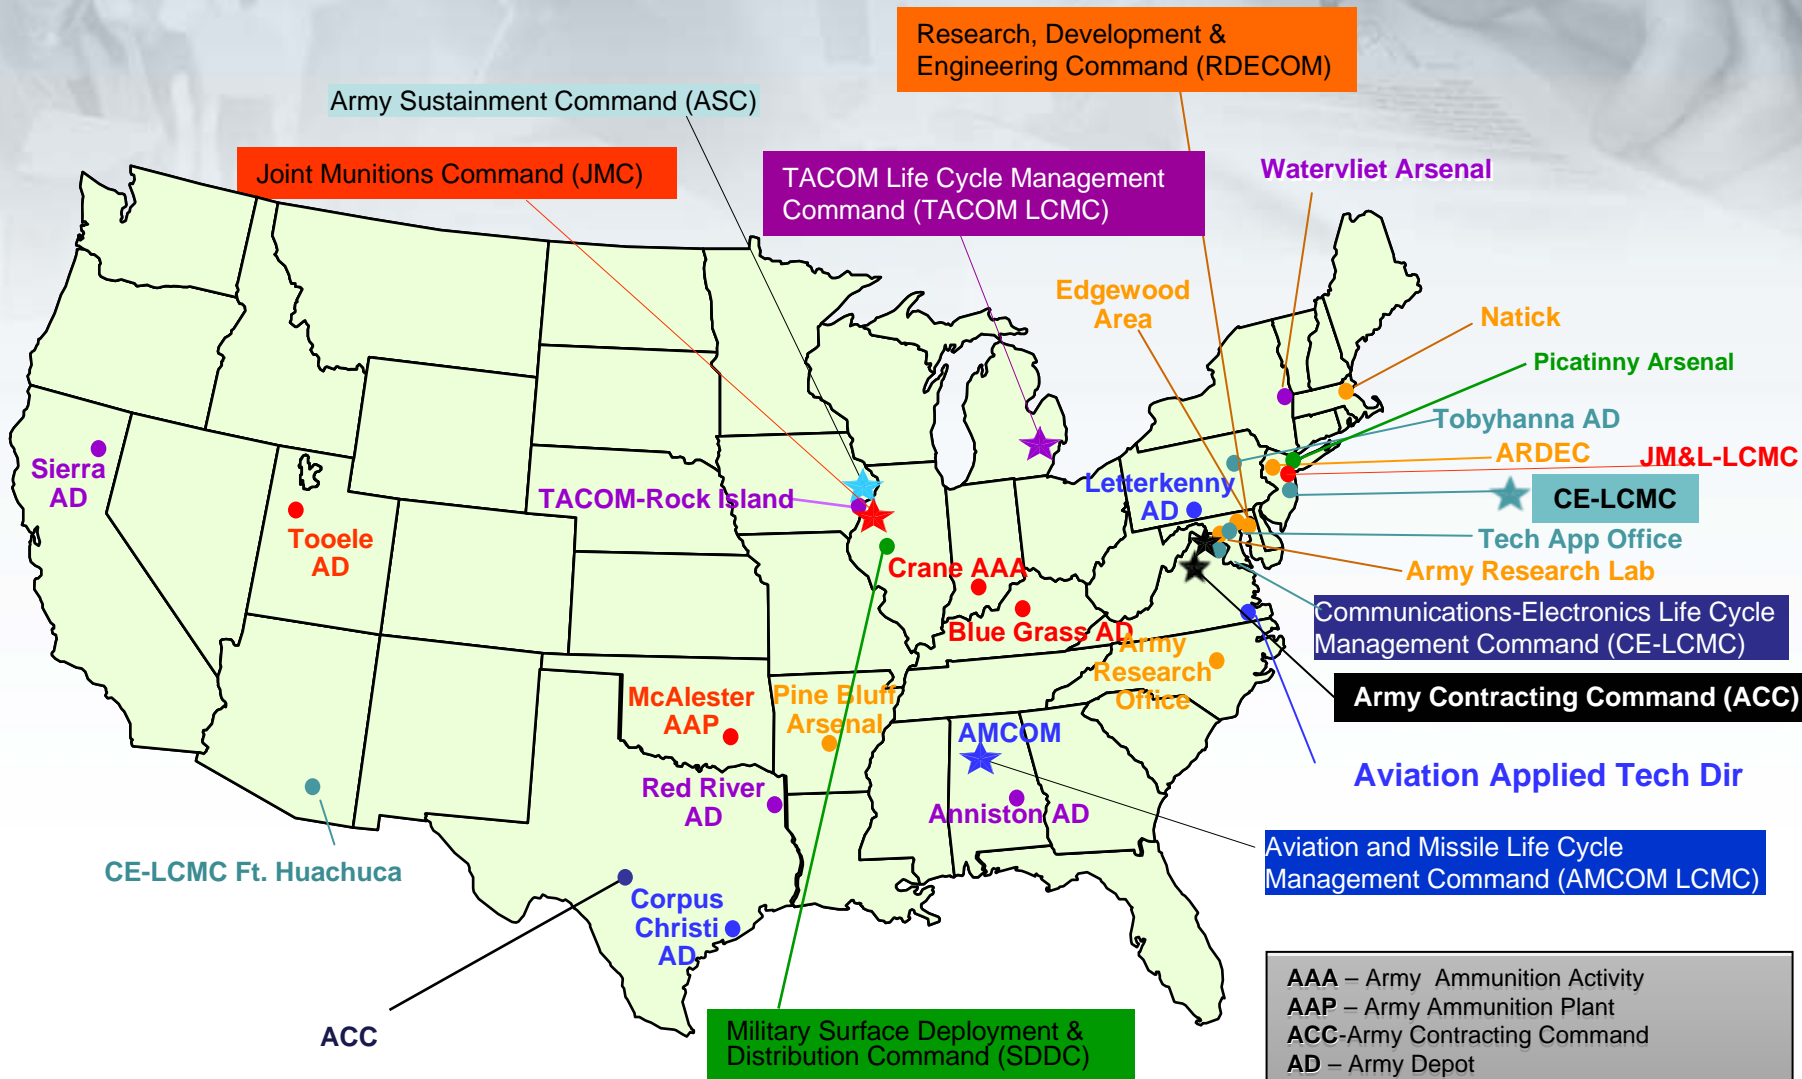 Research, Development &
Engineering Command (RDECOM)
Army Sustainment Command (ASC)
Joint Munitions Command (JMC)
TACOM Life Cycle Management
Command (TACOM LCMC)
Watervliet Arsenal
Edgewood
Area
Natick
Picatinny Arsenal
Tobyhanna AD
ARDEC
JM&L-LCMC
Sierra
AD
TACOM-Rock Island
Letterkenny
AD
CE-LCMC
Tooele
AD
Tech App Office
Crane AAA
Army Research Lab
Blue Grass AD
Communications-Electronics Life Cycle
Management Command (CE-LCMC)
Army
Research
Office
McAlester
AAP
Pine Bluff
Arsenal
Army Contracting Command (ACC)
AMCOM
Aviation Applied Tech Dir
Red River
AD
Anniston AD
CE-LCMC Ft. Huachuca
Aviation and Missile Life Cycle
Management Command (AMCOM LCMC)
Corpus
Christi
AD
ACC
Military Surface Deployment &
Distribution Command (SDDC)
AAA – Army Ammunition Activity
AAP – Army Ammunition Plant
ACC-Army Contracting Command
AD – Army Depot